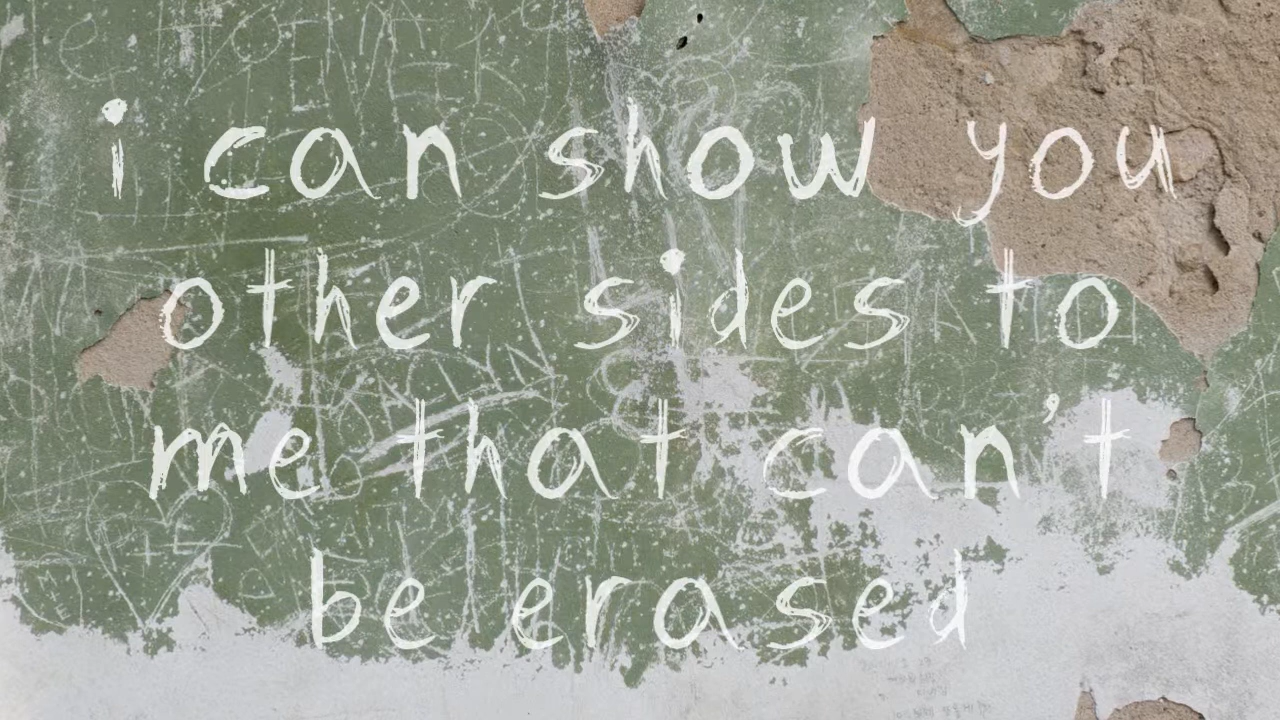 i can show you
other sides to
me that can't
be erased